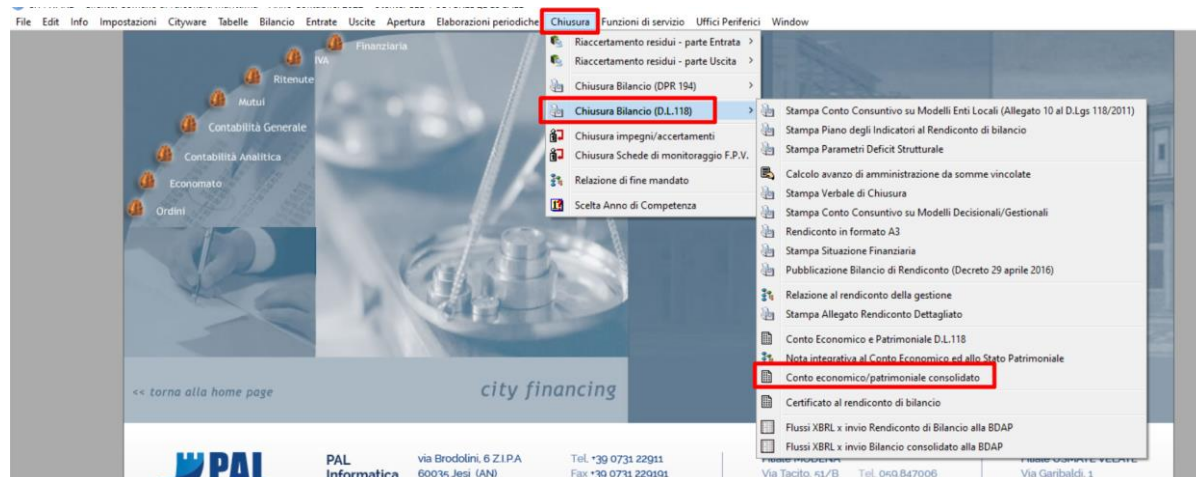 File Edit Info Impostazioni Cityware Tabelle Bilancio Entrate Uscite Apertura Elaborazioni periodiche Chiusura Funzioni di servizio Uffici Periferici Window
Finanziaria
IVA
Ritenute
Mutui
Contabilità Generale
Contabilità Analitica
Economato
Ordini
Riaccertamento residui - parte Entrata >
Riaccertamento residui - parte Uscita >
Chiusura Bilancio (DPR 194) >
Chiusura Bilancio (D.L.118) >
Chiusura impegni/accertamenti
Chiusura Schede di monitoraggio F.P.V.
Relazione di fine mandato
Scelta Anno di Competenza
Stampa Conto Consuntivo su Modelli Enti Locali (Allegato 10 al D.Lgs 118/2011)
Stampa Piano degli Indicatori al Rendiconto di bilancio
Stampa Parametri Deficit Strutturale
Calcolo avanzo di amministrazione da somme vincolate
Stampa Verbale di Chiusura
Stampa Conto Consuntivo su Modelli Decisionali/Gestionali
Rendiconto in formato A3
Stampa Situazione Finanziaria
Pubblicazione Bilancio di Rendiconto (Decreto 29 aprile 2016)
Relazione al rendiconto della gestione
Stampa Allegato Rendiconto Dettagliato
Conto Economico e Patrimoniale D.L.118
Nota integrativa al Conto Economico ed allo Stato Patrimoniale
Conto economico/patrimoniale consolidato
Certificato al rendiconto di bilancio
Flussi XBRL x invio Rendiconto di Bilancio alla BDAP
Flussi XBRL x invio Bilancio consolidato alla BDAP
<< torna alla home page
city financing
PAL
PAL via Brodolini, 6 Z.I.P.A Tel. +39 0731 22911
Informatica 60035 Jesi (AN) Fax +39 0731 229191 Via Tacito, 51/B Tel. 059.847006 Via Garibaldi, 1